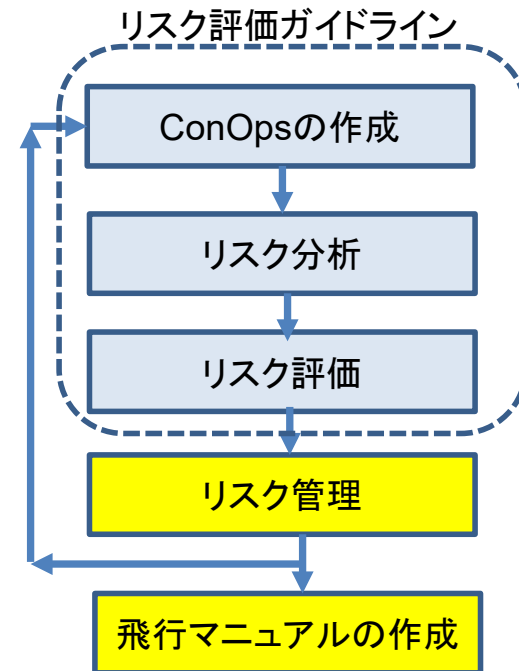 リスク評価ガイドライン
ConOpsの作成
リスク分析
リスク評価
リスク管理
飛行マニュアルの作成